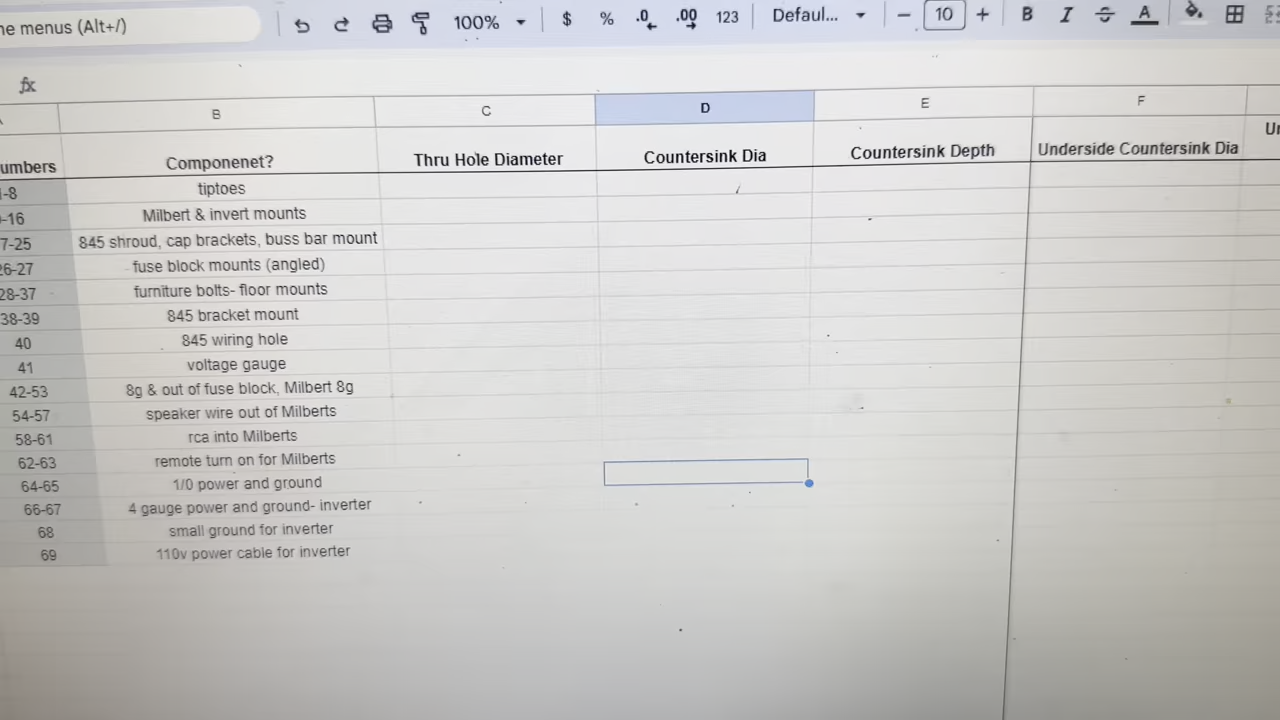 ne menus (Alt+/) 100% $ % .0 .00 123 Defaul... − 10 + B I S A
fx
B C D E F
umbers Componenet? Thru Hole Diameter Countersink Dia Countersink Depth Underside Countersink Dia Ur
-8 tiptoes
-16 Milbert & invert mounts
7-25 845 shroud, cap brackets, buss bar mount
26-27 fuse block mounts (angled)
28-37 furniture bolts- floor mounts
38-39 845 bracket mount
40 845 wiring hole
41 voltage gauge
42-53 8g & out of fuse block, Milbert 8g
54-57 speaker wire out of Milberts
58-61 rca into Milberts
62-63 remote turn on for Milberts
64-65 1/0 power and ground
66-67 4 gauge power and ground- inverter
68 small ground for inverter
69 110v power cable for inverter